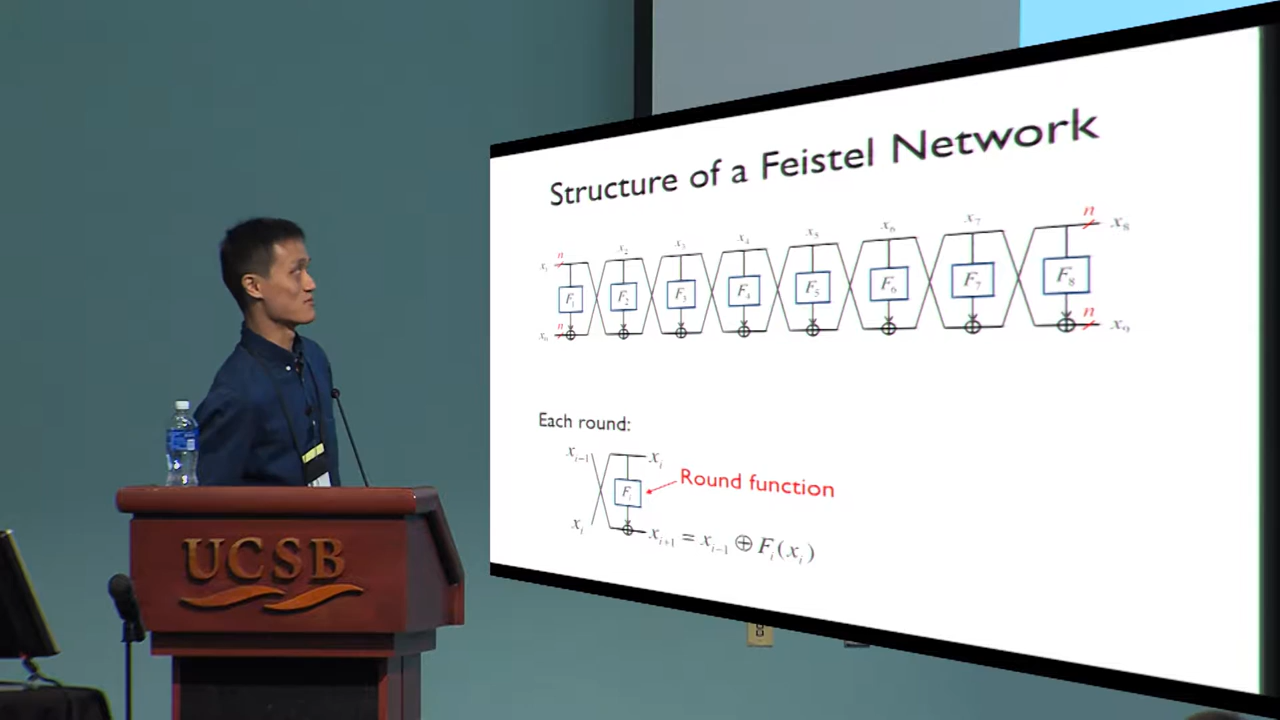 Structure of a Feistel Network
n
n
x₁ x₂ x₃ x₄ x₅ x₆ x₇ x₈
F₁ F₂ F₃ F₄ F₅ F₆ F₇ F₈
n
n
x₀ x₉
Each round:
xᵢ₋₁ xᵢ
Fᵢ
Round function
xᵢ xᵢ₊₁ = xᵢ₋₁ ⊕ Fᵢ(xᵢ)
UCSB